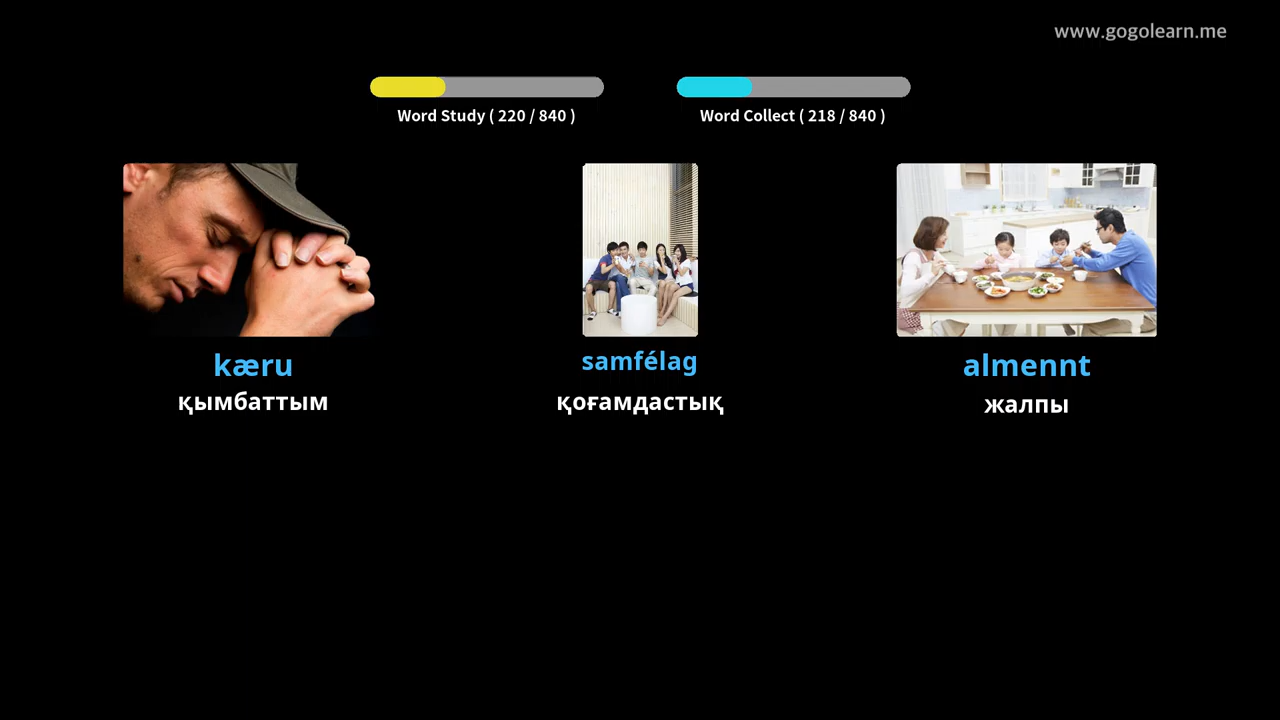 www.gogolearn.me
Word Study ( 220 / 840 )
Word Collect ( 218 / 840 )
kæru
қымбаттым
samfélag
қоғамдастық
almennt
жалпы